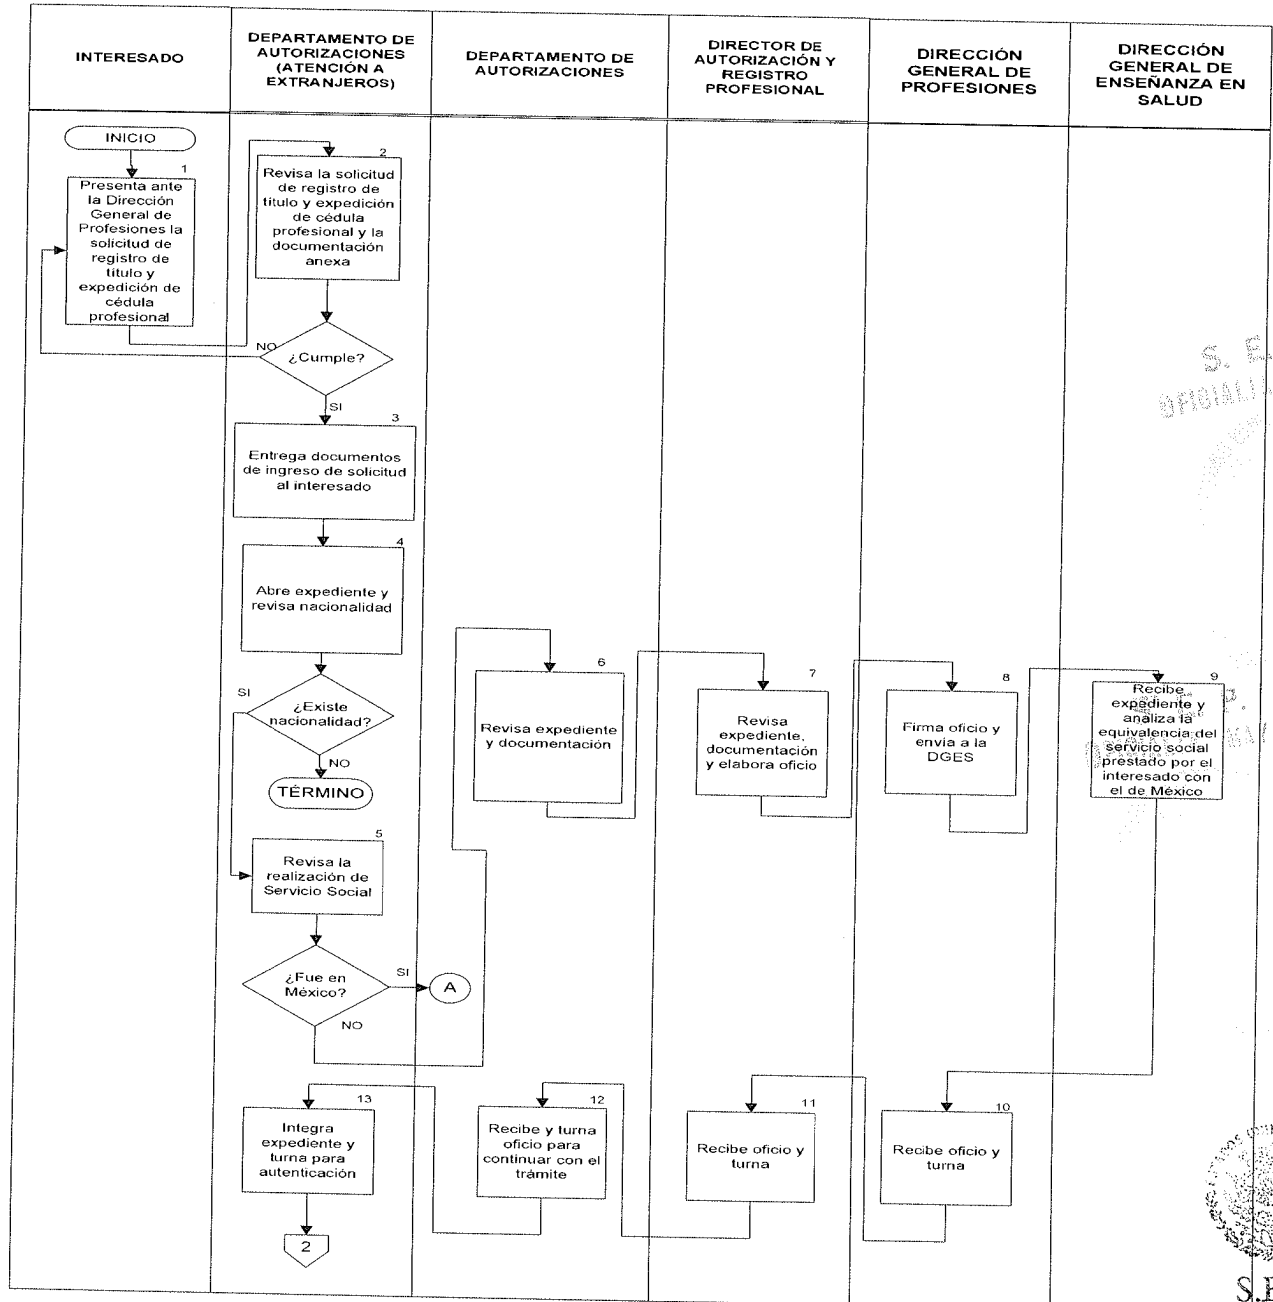 INTERESADO
DEPARTAMENTO DE
AUTORIZACIONES
(ATENCIÓN A
EXTRANJEROS)
DEPARTAMENTO DE
AUTORIZACIONES
DIRECTOR DE
AUTORIZACIÓN Y
REGISTRO
PROFESIONAL
DIRECCIÓN
GENERAL DE
PROFESIONES
DIRECCIÓN
GENERAL DE
ENSEÑANZA EN
SALUD
INICIO
1
Presenta ante
la Dirección
General de
Profesiones la
solicitud de
registro de
título y
expedición de
cédula
profesional
2
Revisa la solicitud
de registro de
título y expedición
de cédula
profesional y la
documentación
anexa
NO
¿Cumple?
SI
3
Entrega documentos
de ingreso de solicitud
al interesado
4
Abre expediente y
revisa nacionalidad
SI
¿Existe
nacionalidad?
NO
TÉRMINO
5
Revisa la
realización de
Servicio Social
¿Fue en
México?
SI
A
NO
6
Revisa expediente
y documentación
7
Revisa
expediente,
documentación
y elabora oficio
8
Firma oficio y
envía a la
DGES
9
Recibe
expediente y
analiza la
equivalencia del
servicio social
prestado por el
interesado con
el de México
10
Recibe oficio y
turna
11
Recibe oficio y
turna
12
Recibe y turna
oficio para
continuar con el
trámite
13
Integra
expediente y
turna para
autenticación
2
S. E.